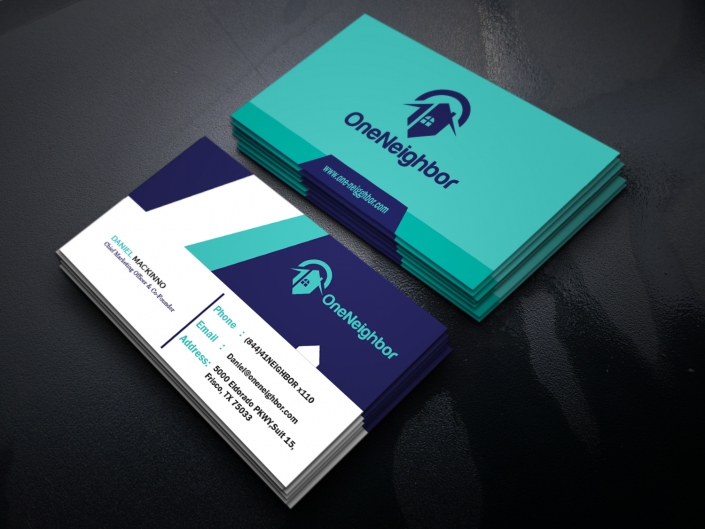 OneNeighbor
www.one-neigghbor.com
DANIEL MACKINNO
Chief Marketing Officer & Co-Founder
OneNeighbor
Phone : (844)41NEIGHBOR x110
Email : Daniel@oneneighbor.com
Address: 5000 Eldorado PKWY,Suit 15,
Frisco, TX 75033